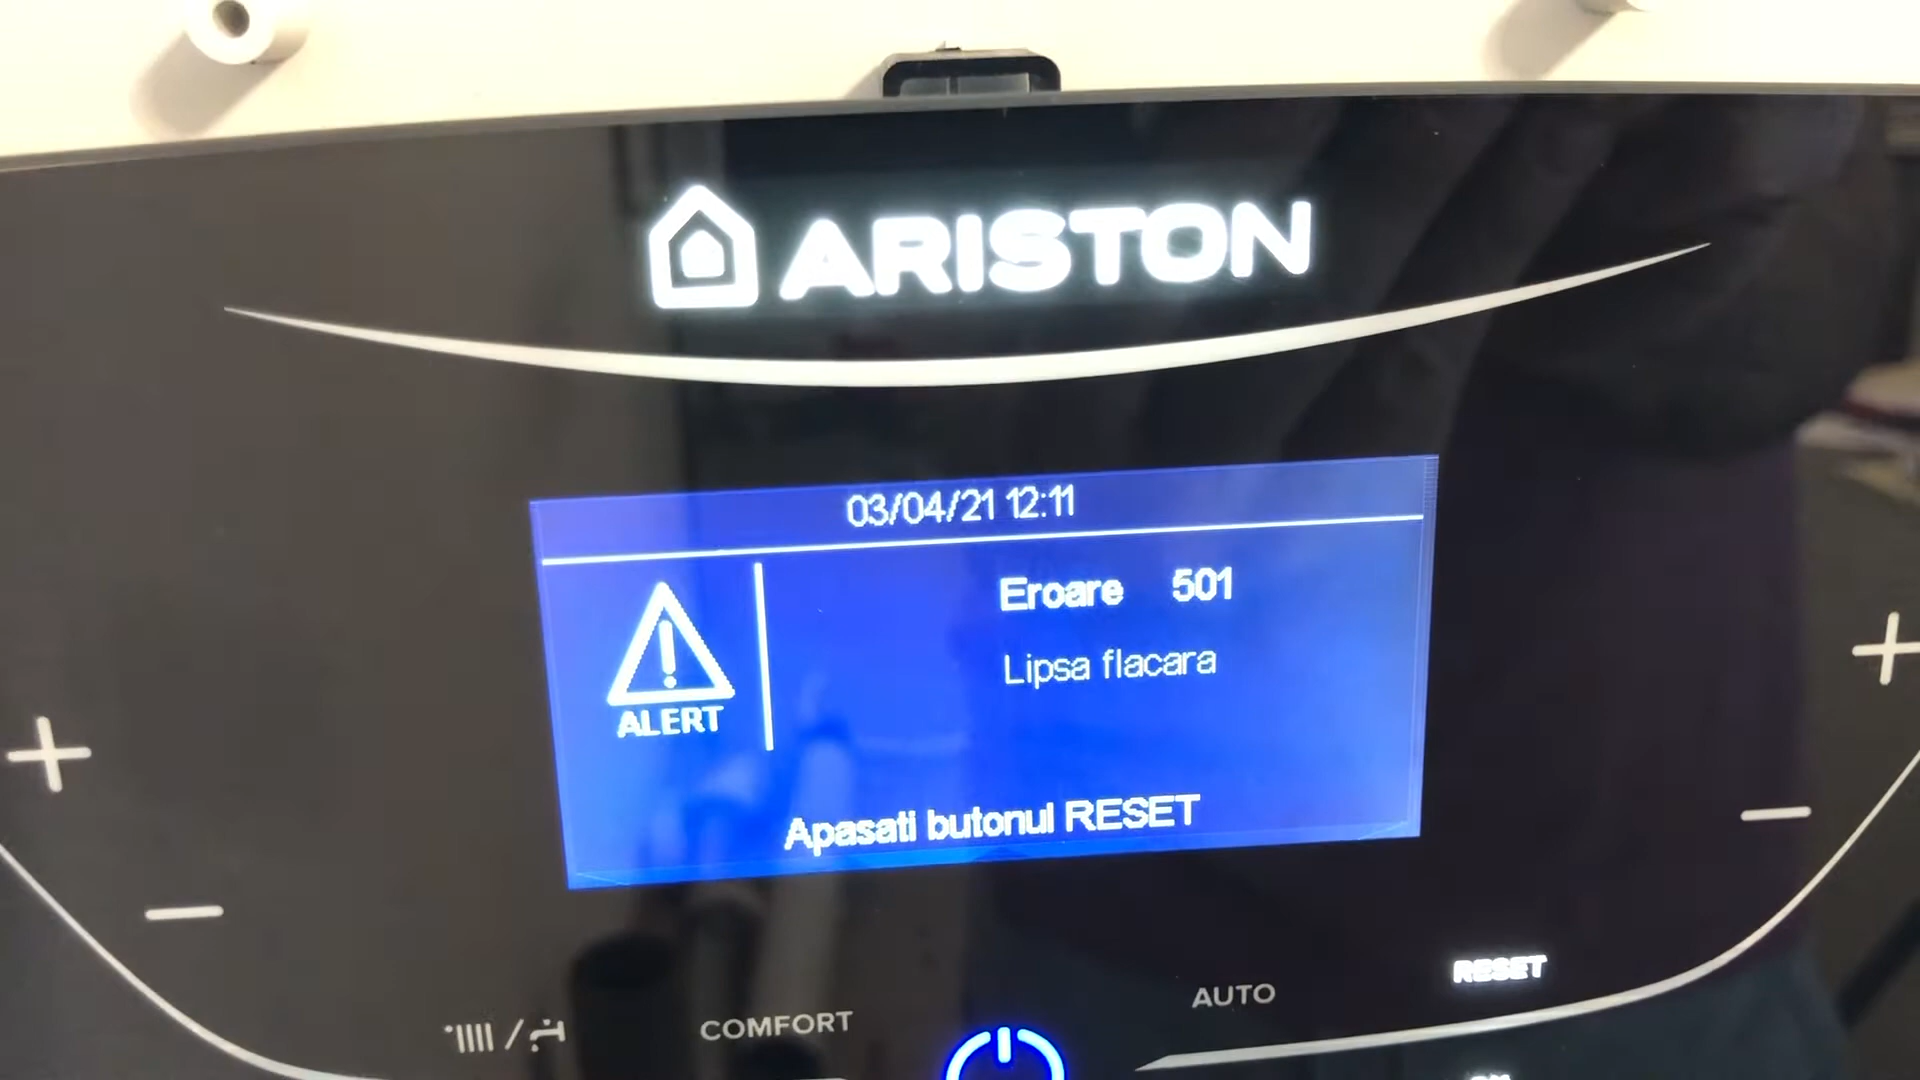 ARISTON
03/04/21 12:11
Eroare 501
Lipsa flacara
ALERT
Apasati butonul RESET
RESET
AUTO
COMFORT